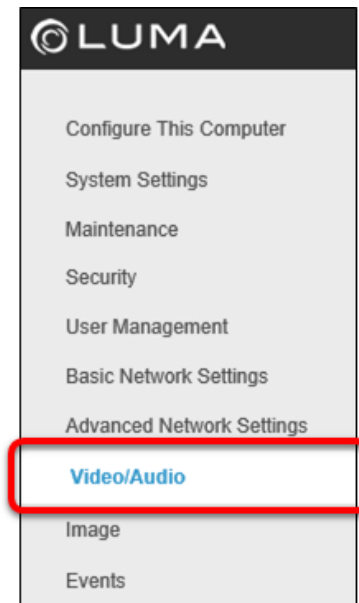 LUMA
Configure This Computer
System Settings
Maintenance
Security
User Management
Basic Network Settings
Advanced Network Settings
Video/Audio
Image
Events